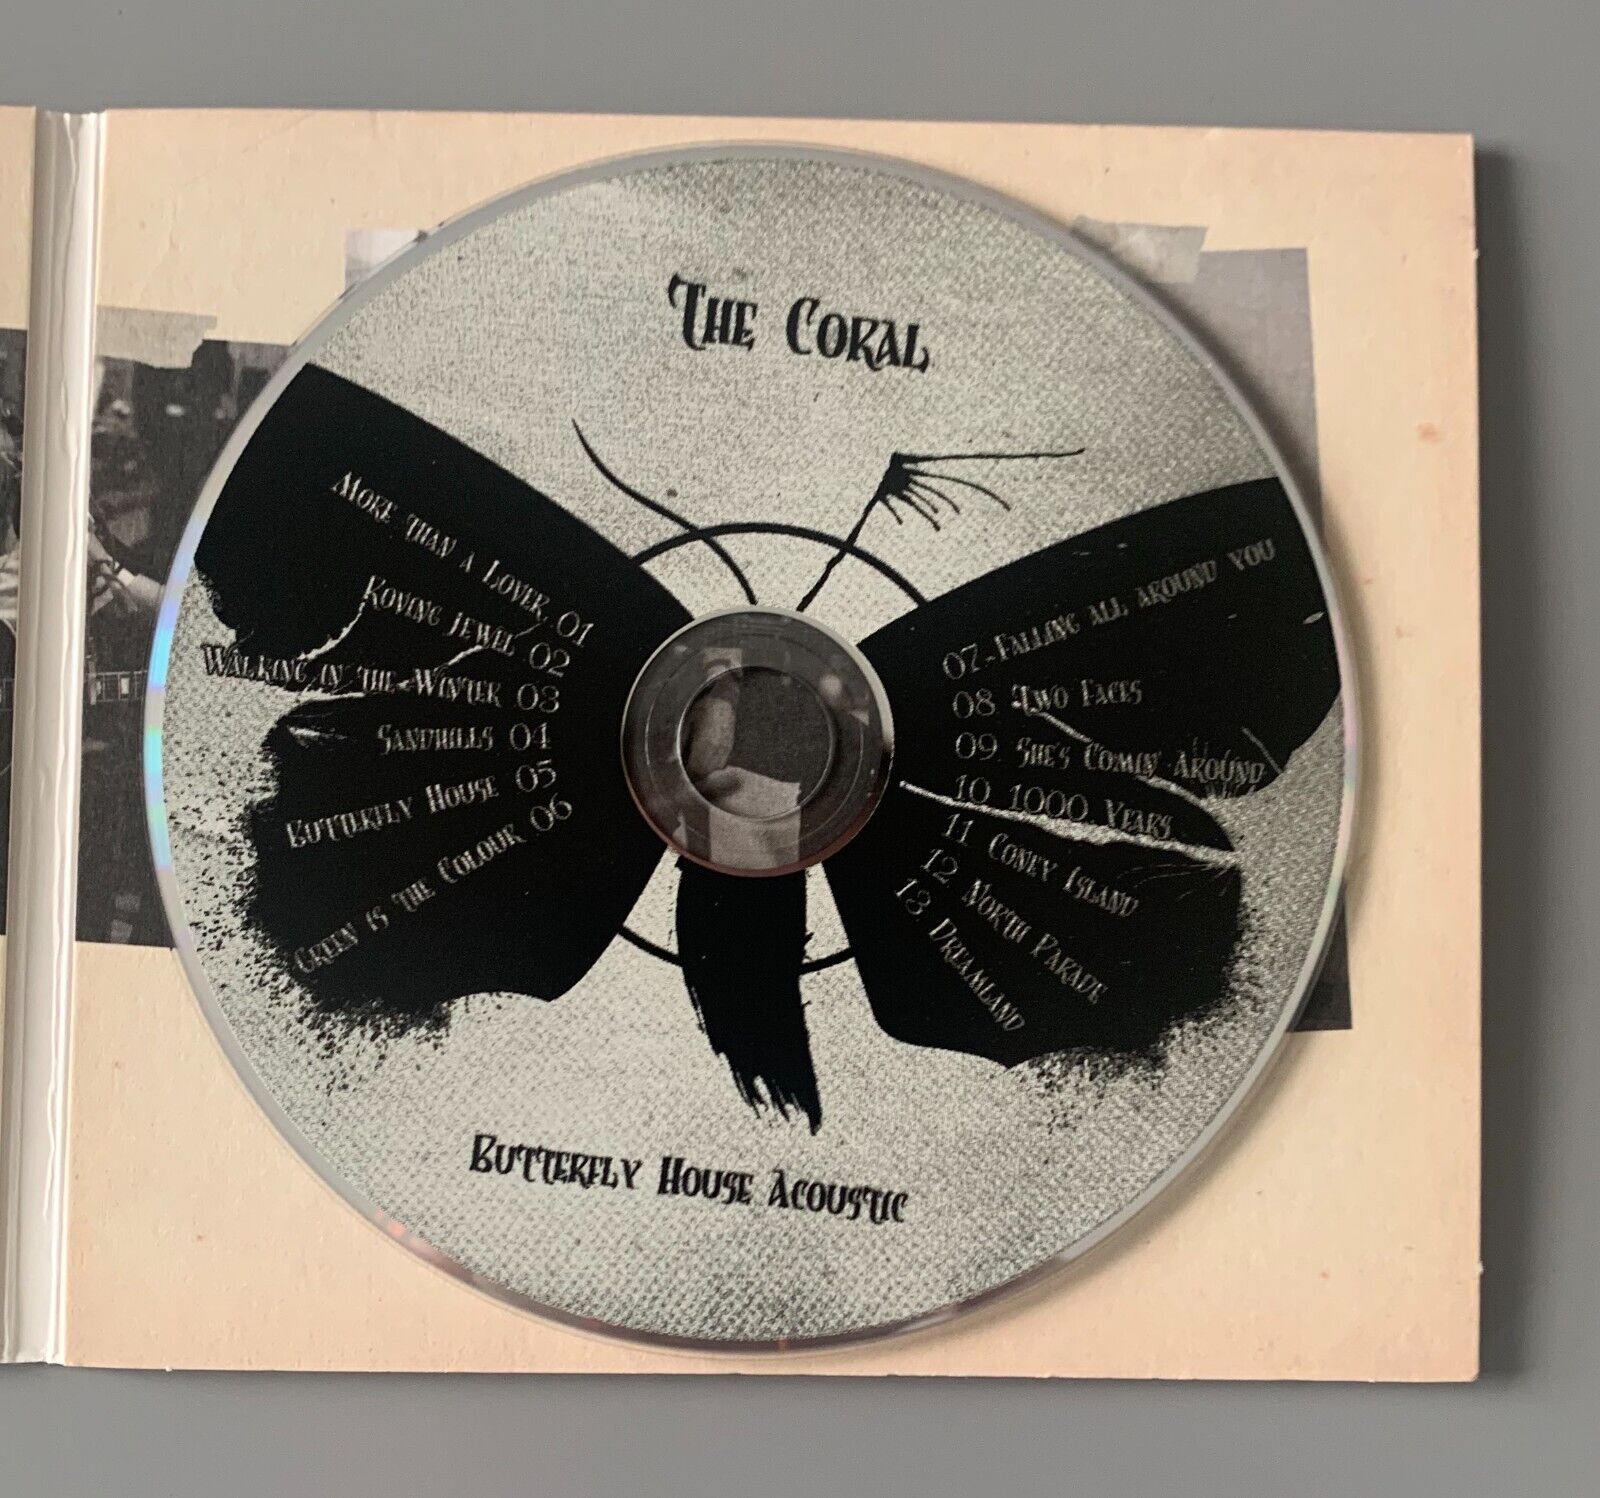 The Coral
More than a Lover 01
Roving Jewel 02
Walking in the Winter 03
Sandhills 04
Butterfly House 05
Green is the Colour 06
07 Falling all around you
08 Two Faces
09 She's Comin' Around
10 1000 Years
11 Coney Island
12 North Parade
13 Dreamland
Butterfly House Acoustic